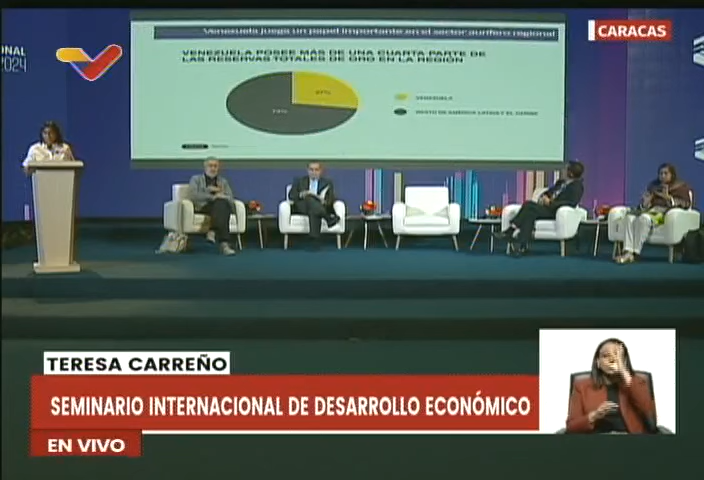 Venezuela juega un papel importante en el sector aurífero regional
VENEZUELA POSEE MÁS DE UNA CUARTA PARTE DE
LAS RESERVAS TOTALES DE ORO EN LA REGIÓN
VENEZUELA
RESTO DE AMÉRICA LATINA Y EL CARIBE
ONAL
2024
CARACAS
TERESA CARREÑO
SEMINARIO INTERNACIONAL DE DESARROLLO ECONÓMICO
EN VIVO